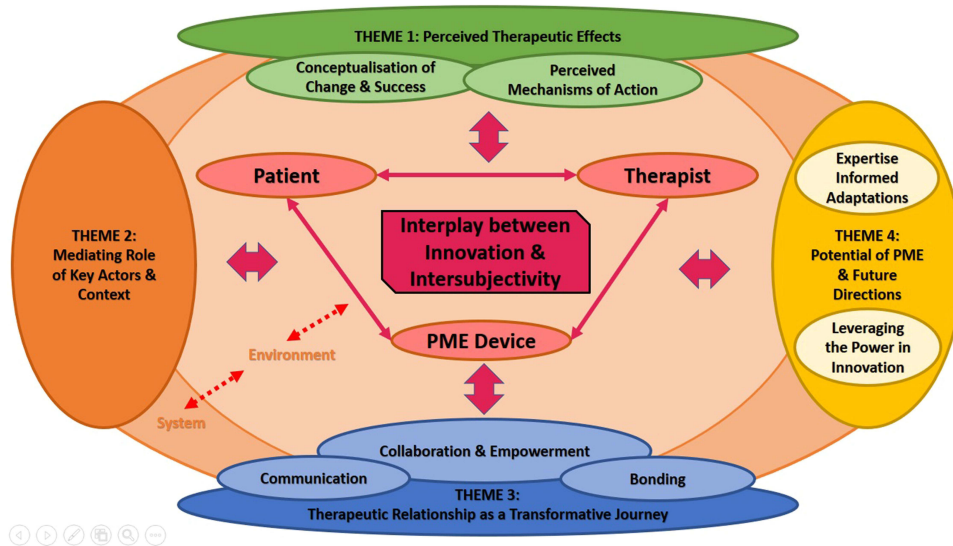 THEME 1: Perceived Therapeutic Effects
Conceptualisation of
Change & Success
Perceived
Mechanisms of Action
Patient
Therapist
Expertise
Informed
Adaptations
THEME 2:
Mediating Role
of Key Actors &
Context
Interplay between
Innovation &
Intersubjectivity
THEME 4:
Potential of PME
& Future
Directions
PME Device
Environment
Leveraging
the Power in
Innovation
System
Collaboration & Empowerment
Communication
Bonding
THEME 3:
Therapeutic Relationship as a Transformative Journey